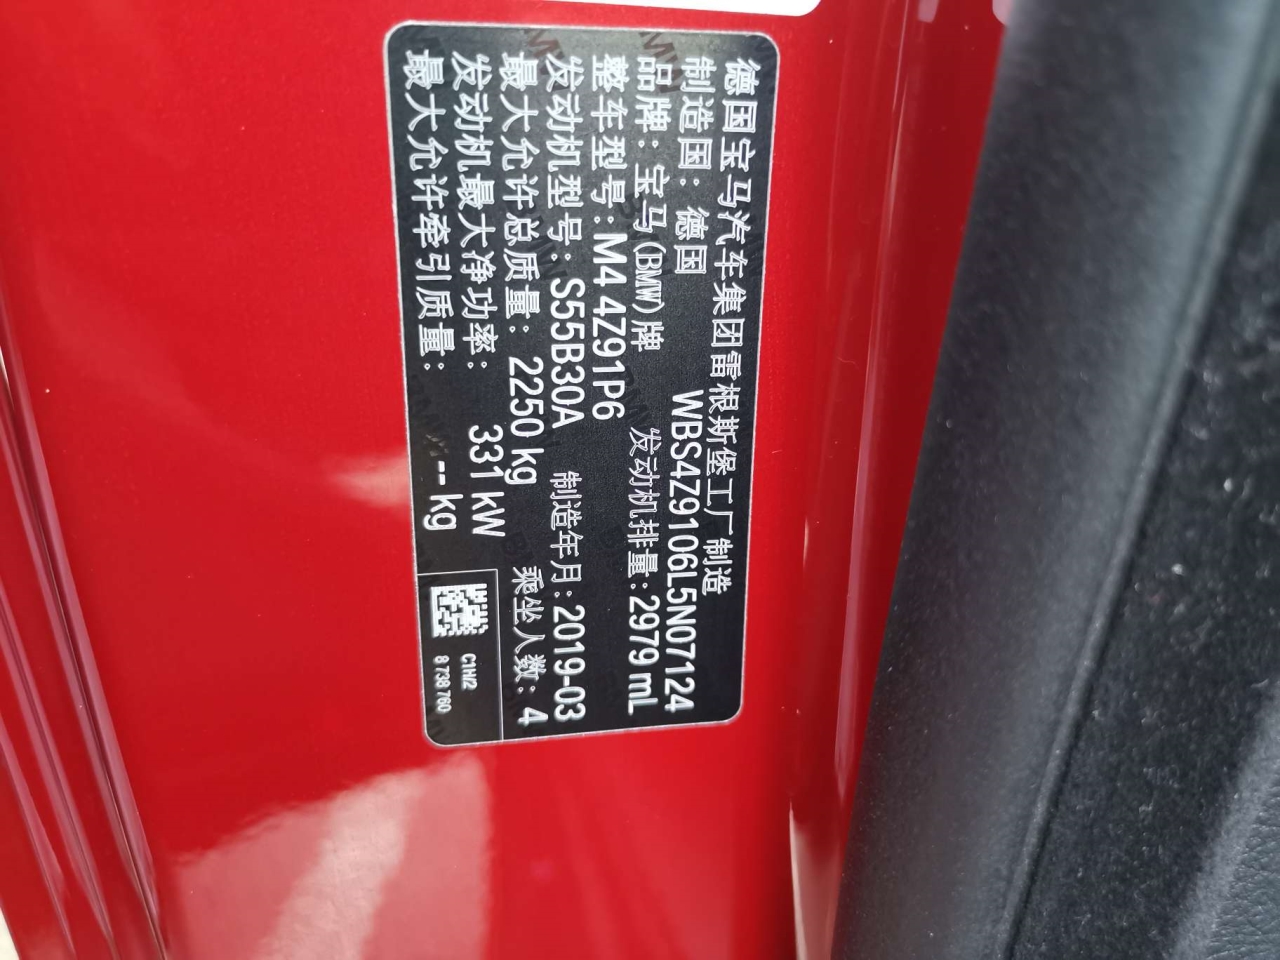 德国宝马汽车集团雷根斯堡工厂制造
制造国：德国 WBS4Z9106L5N07124
品牌：宝马(BMW)牌 发动机排量：2979 mL
整车型号：M4 4Z91P6
发动机型号：S55B30A 制造年月：2019-03
最大允许总质量：2250 kg 乘坐人数：4
发动机最大净功率：331 kW
最大允许牵引质量： -- kg
C1H/2
8 738 760